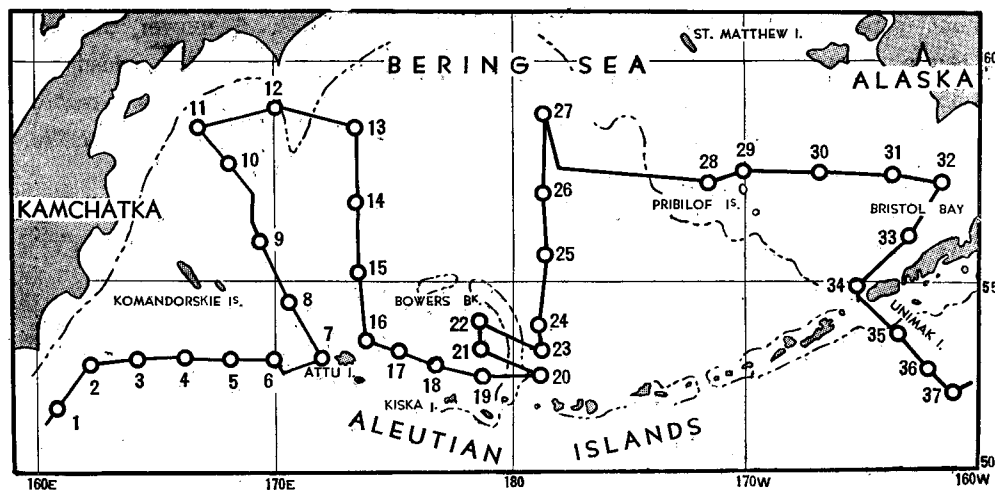 ST. MATTHEW I.
BERING SEA
60
ALASKA
12
11
13
27
10
28
29
30
31
32
26
14
PRIBILOF IS.
KAMCHATKA
BRISTOL BAY
33
9
25
15
KOMANDORSKIE IS.
BOWERS BK.
34
55
8
16
22
24
UNIMAK I.
7
21
23
35
2
3
4
5
6
ATTU I.
17
18
19
20
36
37
1
KISKA I.
ALEUTIAN ISLANDS
50
160E
170E
180
170W
160W